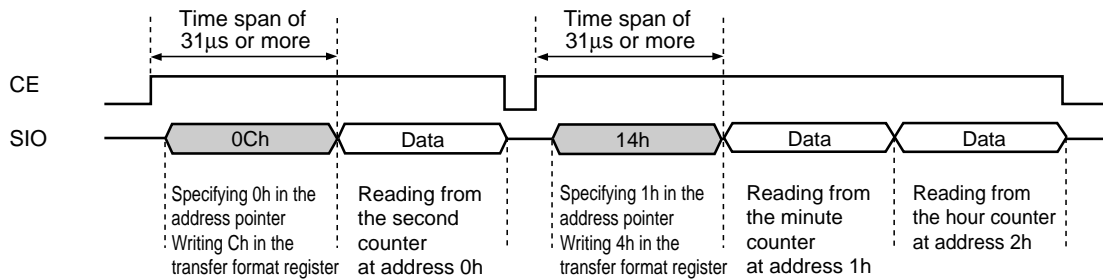 Time span of
31μs or more
Time span of
31μs or more
CE
SIO
0Ch
Data
14h
Data
Data
Specifying 0h in the
address pointer
Writing Ch in the
transfer format register
Reading from
the second
counter
at address 0h
Specifying 1h in the
address pointer
Writing 4h in the
transfer format register
Reading from
the minute
counter
at address 1h
Reading from
the hour counter
at address 2h